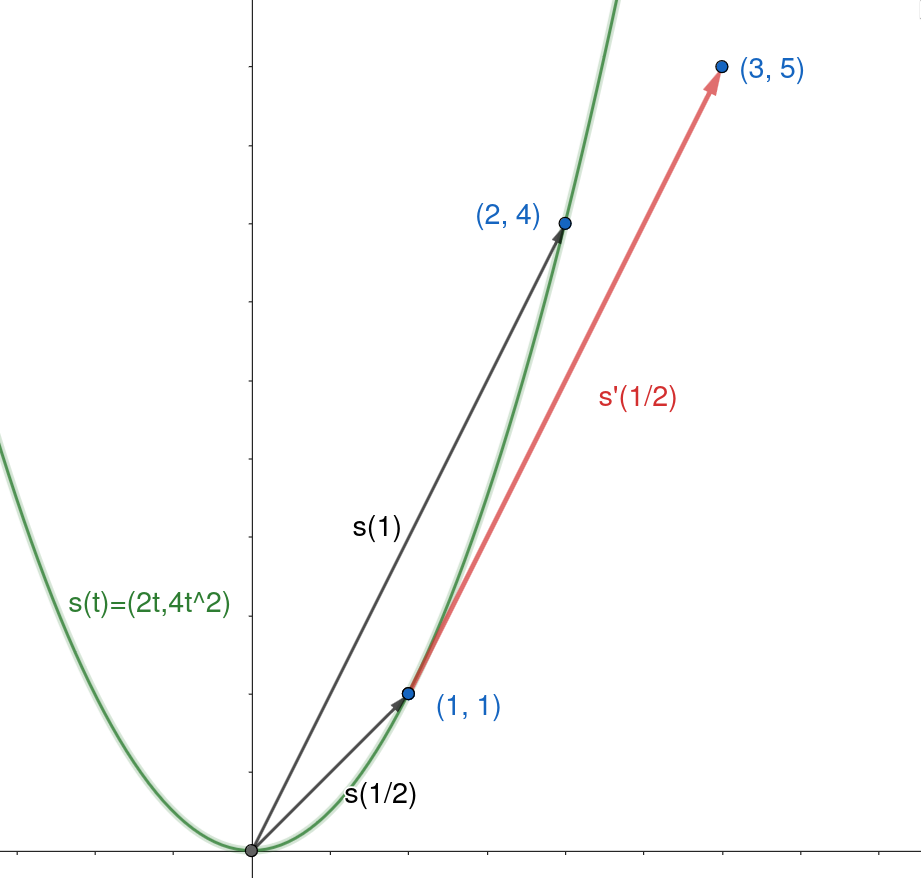 (3, 5)
(2, 4)
s'(1/2)
s(1)
s(t)=(2t,4t^2)
(1, 1)
s(1/2)